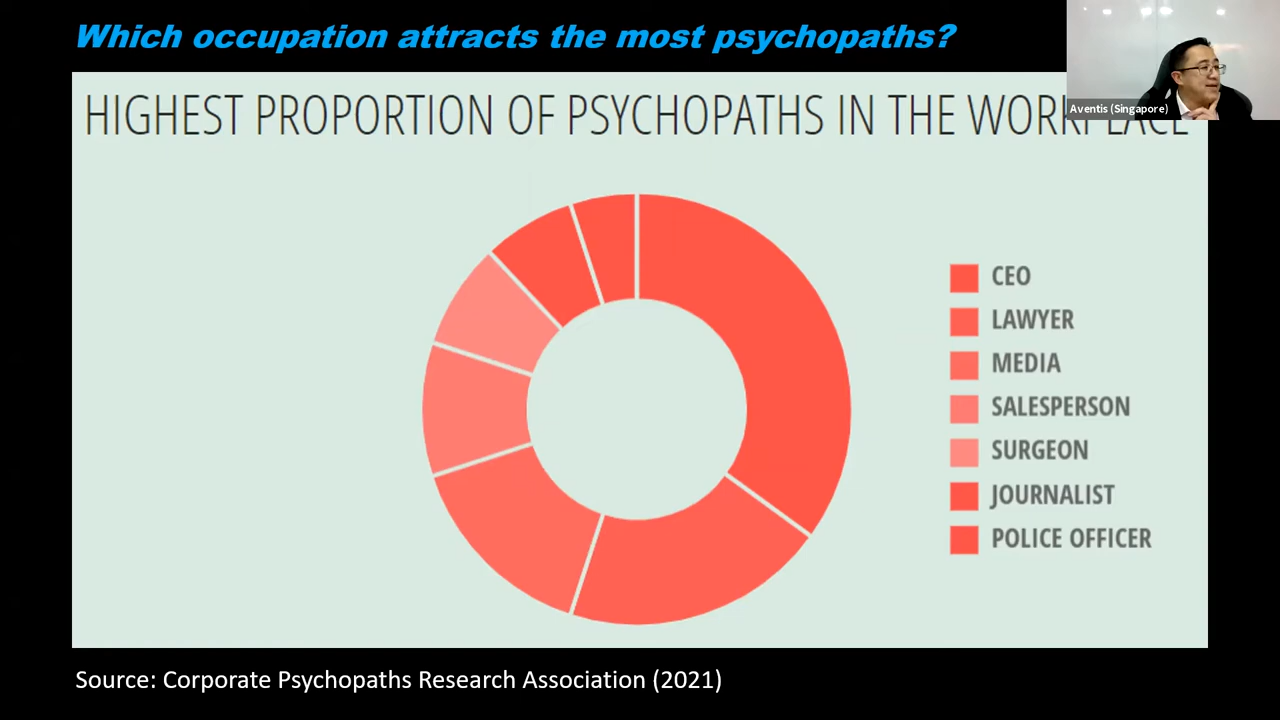 Which occupation attracts the most psychopaths?
HIGHEST PROPORTION OF PSYCHOPATHS IN THE WORKPLACE
Aventis (Singapore)
CEO
LAWYER
MEDIA
SALESPERSON
SURGEON
JOURNALIST
POLICE OFFICER
Source: Corporate Psychopaths Research Association (2021)